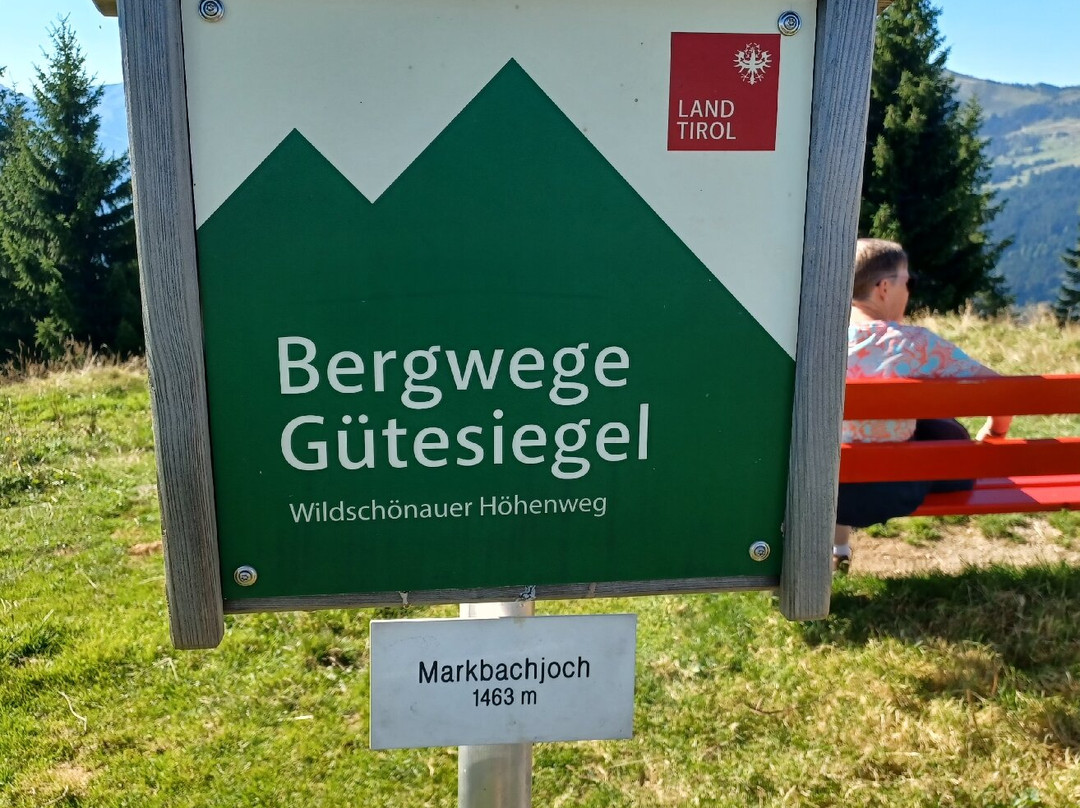 LAND
TIROL
Bergwege
Gütesiegel
Wildschönauer Höhenweg
Markbachjoch
1463 m